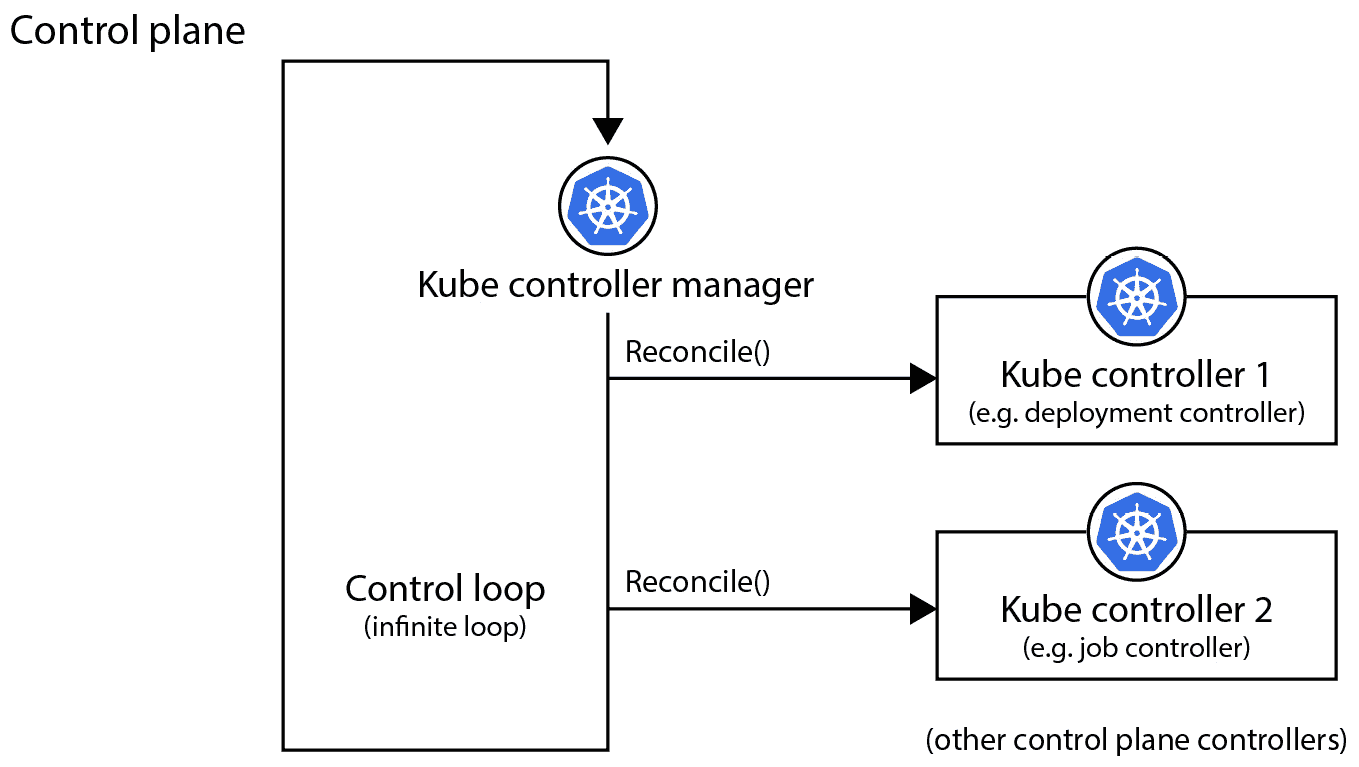 Control plane
Kube controller manager
Reconcile()
Kube controller 1
(e.g. deployment controller)
Control loop
(infinite loop)
Reconcile()
Kube controller 2
(e.g. job controller)
(other control plane controllers)